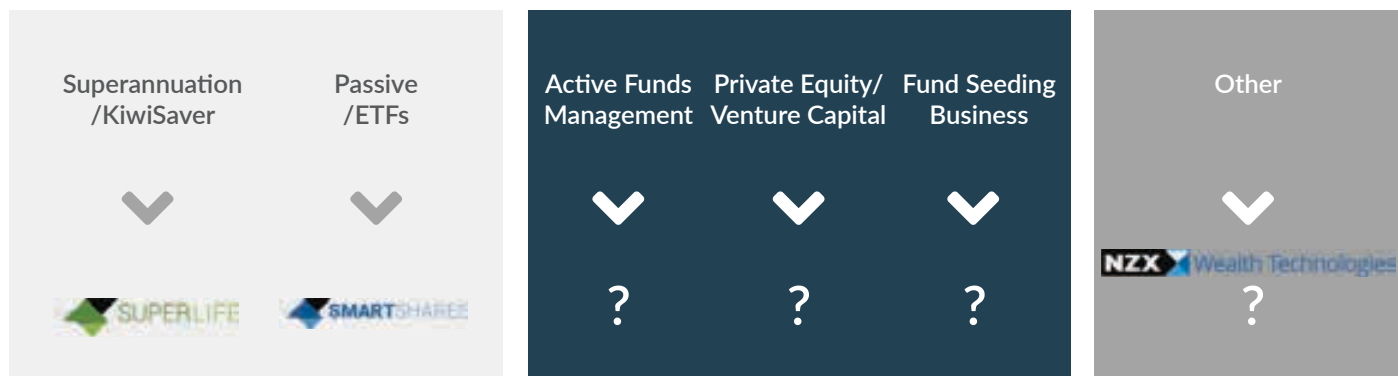 Superannuation
/KiwiSaver
Passive
/ETFs
Active Funds
Management
Private Equity/
Venture Capital
Fund Seeding
Business
Other
NZX Wealth Technologies
SUPERLIFE
SMARTSHARES
?
?
?
?